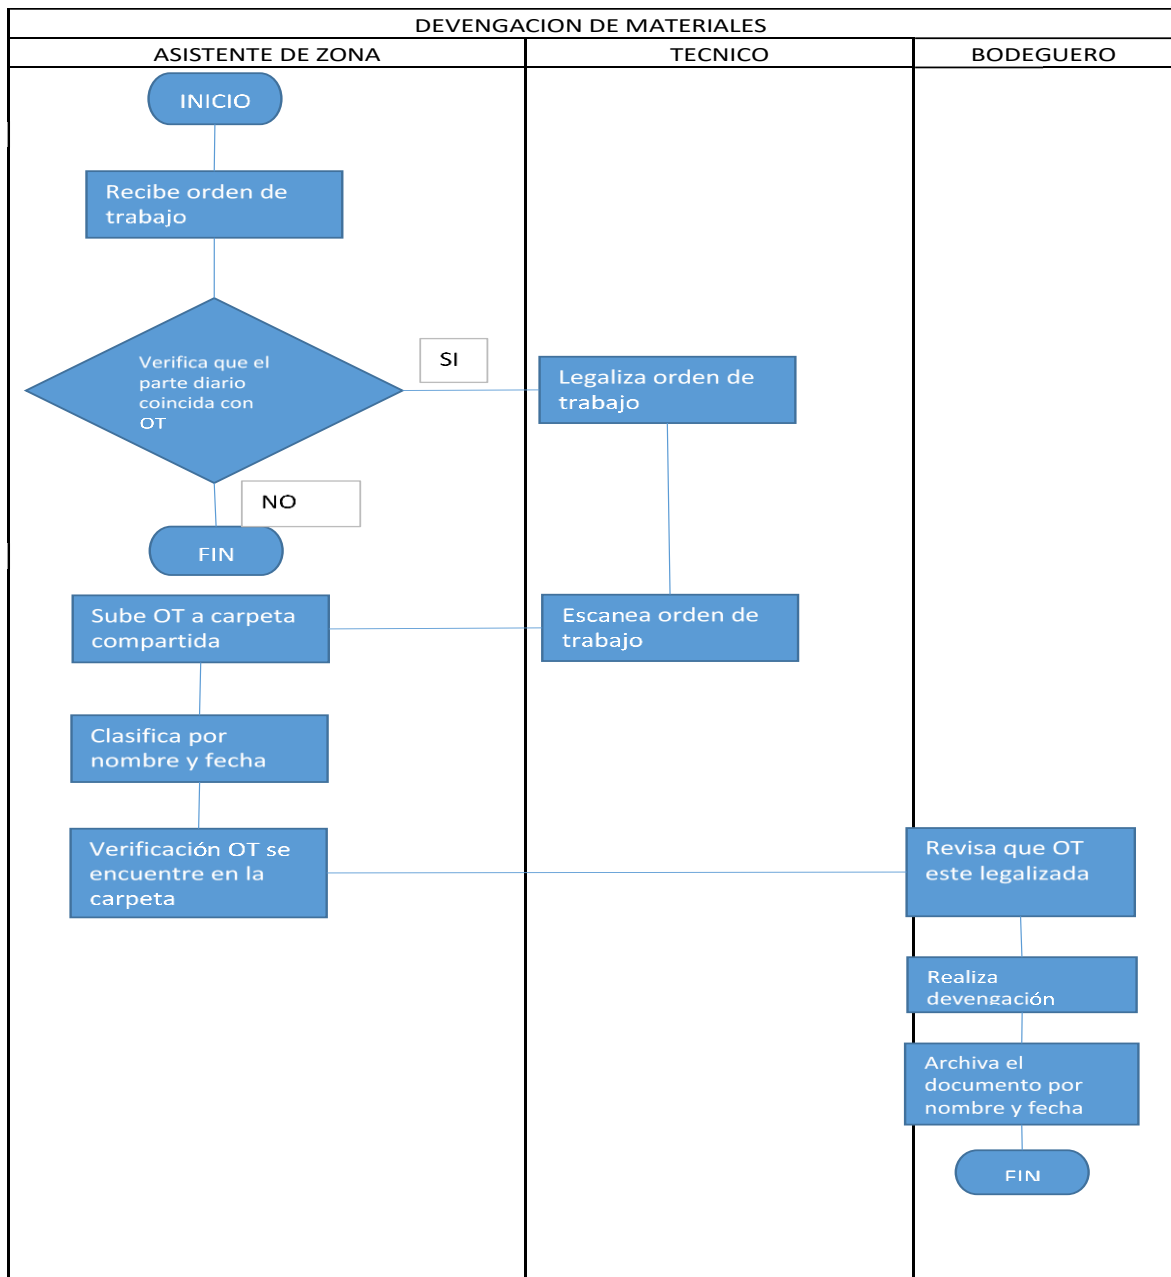 DEVENGACION DE MATERIALES
ASISTENTE DE ZONA
TECNICO
BODEGUERO
INICIO
Recibe orden de
trabajo
Verifica que el
parte diario
coincida con
OT
SI
Legaliza orden de
trabajo
NO
FIN
Sube OT a carpeta
compartida
Escanea orden de
trabajo
Clasifica por
nombre y fecha
Verificación OT se
encuentre en la
carpeta
Revisa que OT
este legalizada
Realiza
devengación
Archiva el
documento por
nombre y fecha
FIN